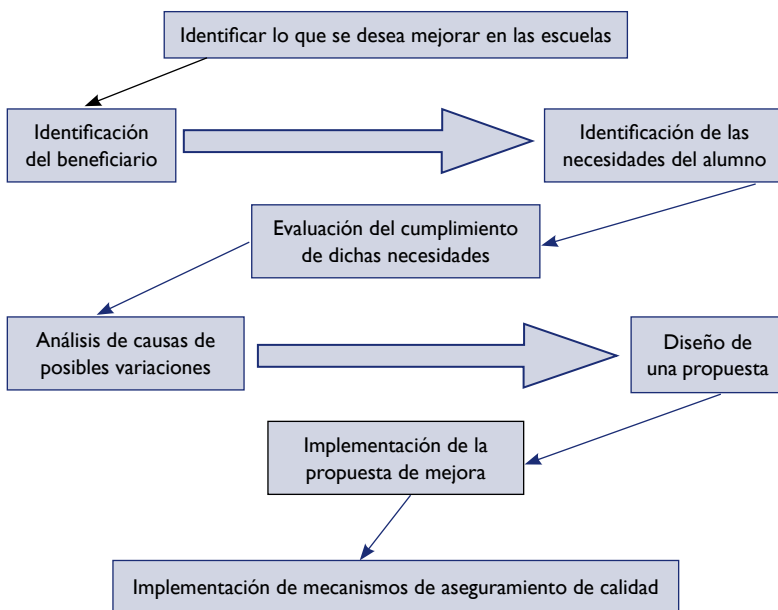 Identificar lo que se desea mejorar en las escuelas
Identificación
del beneficiario
Identificación de las
necesidades del alumno
Evaluación del cumplimiento
de dichas necesidades
Análisis de causas de
posibles variaciones
Diseño de
una propuesta
Implementación de la
propuesta de mejora
Implementación de mecanismos de aseguramiento de calidad